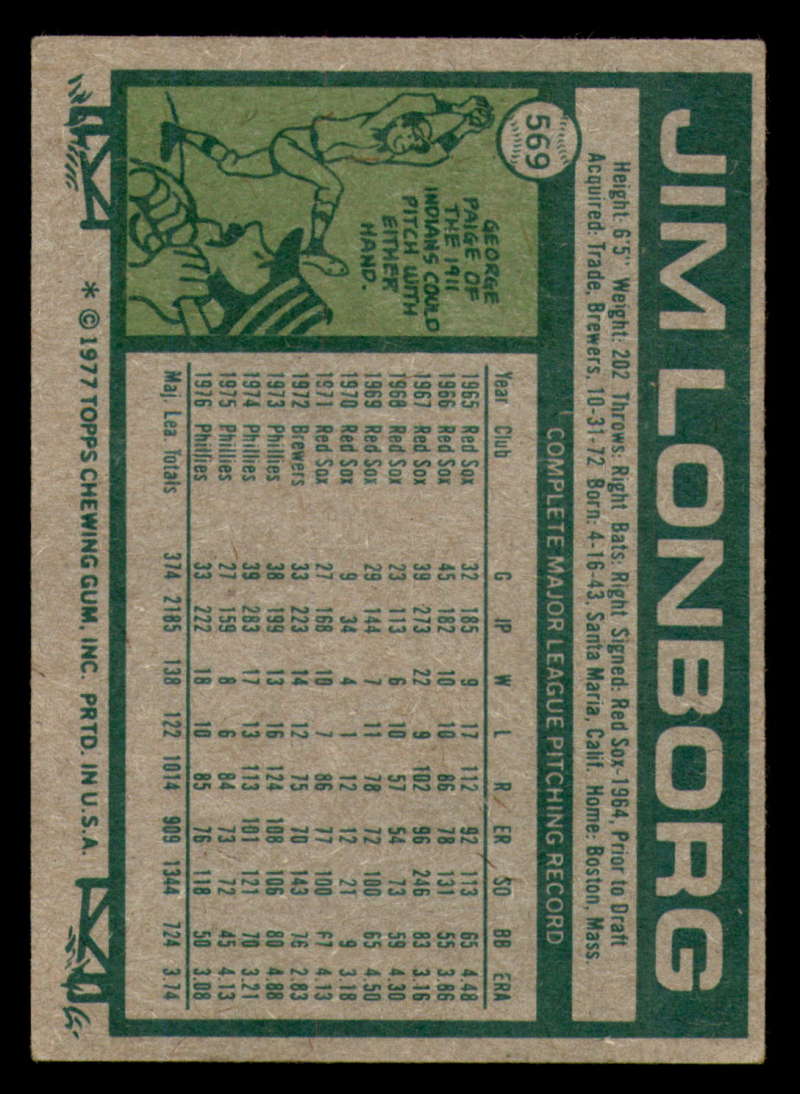 JIM LONBORG
569
Height: 6'5" Weight: 202 Throws: Right Bats: Right Signed: Red Sox-1964, Prior to Draft
Acquired: Trade, Brewers, 10-31-72 Born: 4-16-43, Santa Maria, Calif. Home: Boston, Mass.
GEORGE
PAIGE OF
THE 1911
INDIANS COULD
PITCH WITH
EITHER
HAND.
COMPLETE MAJOR LEAGUE PITCHING RECORD
Year Club G IP W L R ER SO BB ERA
1965 Red Sox 32 185 9 17 112 92 113 65 4.48
1966 Red Sox 45 182 10 10 86 78 131 55 3.86
1967 Red Sox 39 273 22 9 102 96 246 83 3.16
1968 Red Sox 23 113 6 10 57 54 73 59 4.30
1969 Red Sox 29 144 7 11 78 72 100 65 4.50
1970 Red Sox 9 34 4 1 12 12 21 9 3.18
1971 Red Sox 27 168 10 7 86 77 100 67 4.13
1972 Brewers 33 223 14 12 75 70 143 76 2.83
1973 Phillies 38 199 13 16 124 108 106 80 4.88
1974 Phillies 39 283 17 13 113 101 121 70 3.21
1975 Phillies 27 159 8 6 84 73 72 45 4.13
1976 Phillies 33 222 18 10 85 76 118 50 3.08
Maj. Lea. Totals 374 2185 138 122 1014 909 1344 724 3.74
* © 1977 TOPPS CHEWING GUM, INC. PRTD. IN U.S.A.